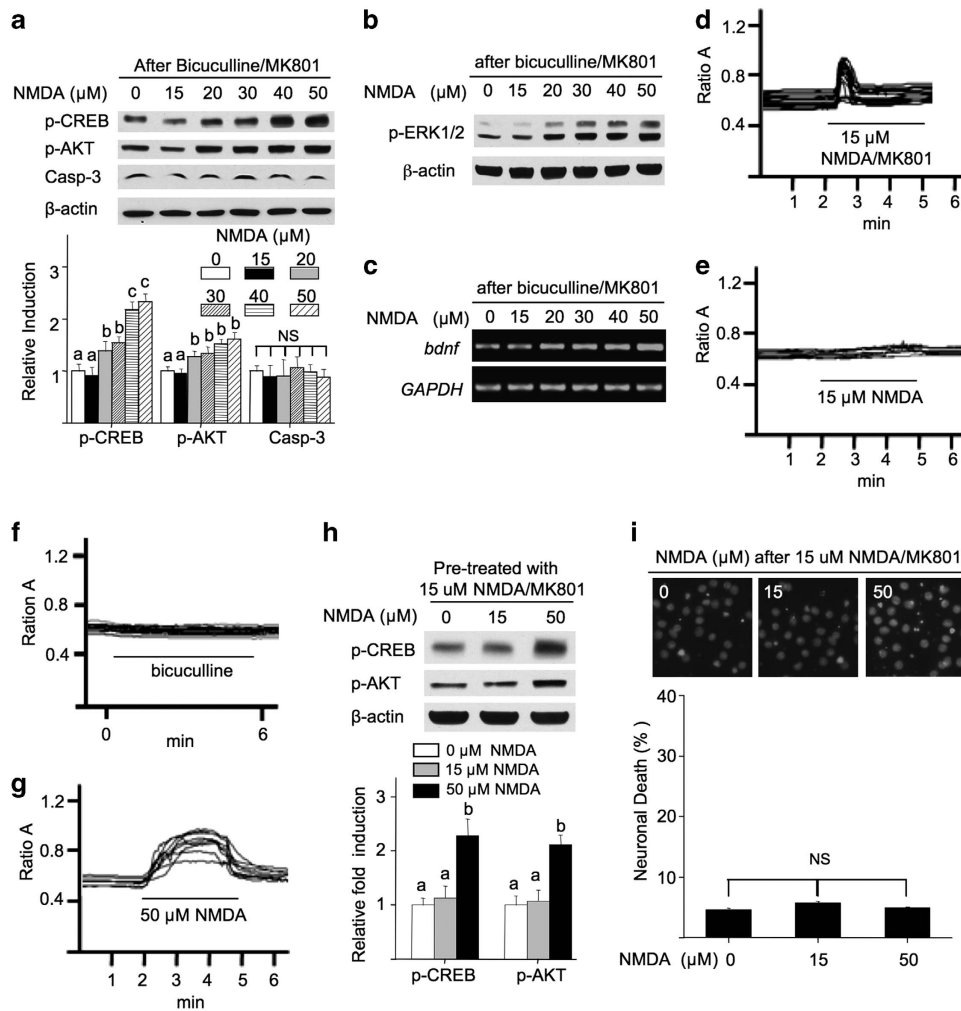 a
After Bicuculline/MK801
NMDA (µM) 0 15 20 30 40 50
p-CREB
p-AKT
Casp-3
β-actin
NMDA (µM)
0 15 20
30 40 50
Relative Induction
3
2
1
a a b b c c
a a b b b b
NS
p-CREB p-AKT Casp-3
b
after bicuculline/MK801
NMDA (µM) 0 15 20 30 40 50
p-ERK1/2
β-actin
c
after bicuculline/MK801
NMDA (µM) 0 15 20 30 40 50
bdnf
GAPDH
d
Ratio A
1.2
0.8
0.4
15 µM
NMDA/MK801
1 2 3 4 5 6
min
e
Ratio A
1.2
0.8
0.4
15 µM NMDA
1 2 3 4 5 6
min
f
Ration A
1.2
0.8
0.4
bicuculline
0 min 6
g
Ratio A
1.2
0.8
0.4
50 µM NMDA
1 2 3 4 5 6
min
h
Pre-treated with
15 uM NMDA/MK801
NMDA (µM) 0 15 50
p-CREB
p-AKT
β-actin
0 µM NMDA
15 µM NMDA
50 µM NMDA
Relative fold induction
3
2
1
0
a a b
a a b
p-CREB p-AKT
i
NMDA (µM) after 15 uM NMDA/MK801
0 15 50
Neuronal Death (% )
40
30
20
10
NS
NMDA (µM) 0 15 50